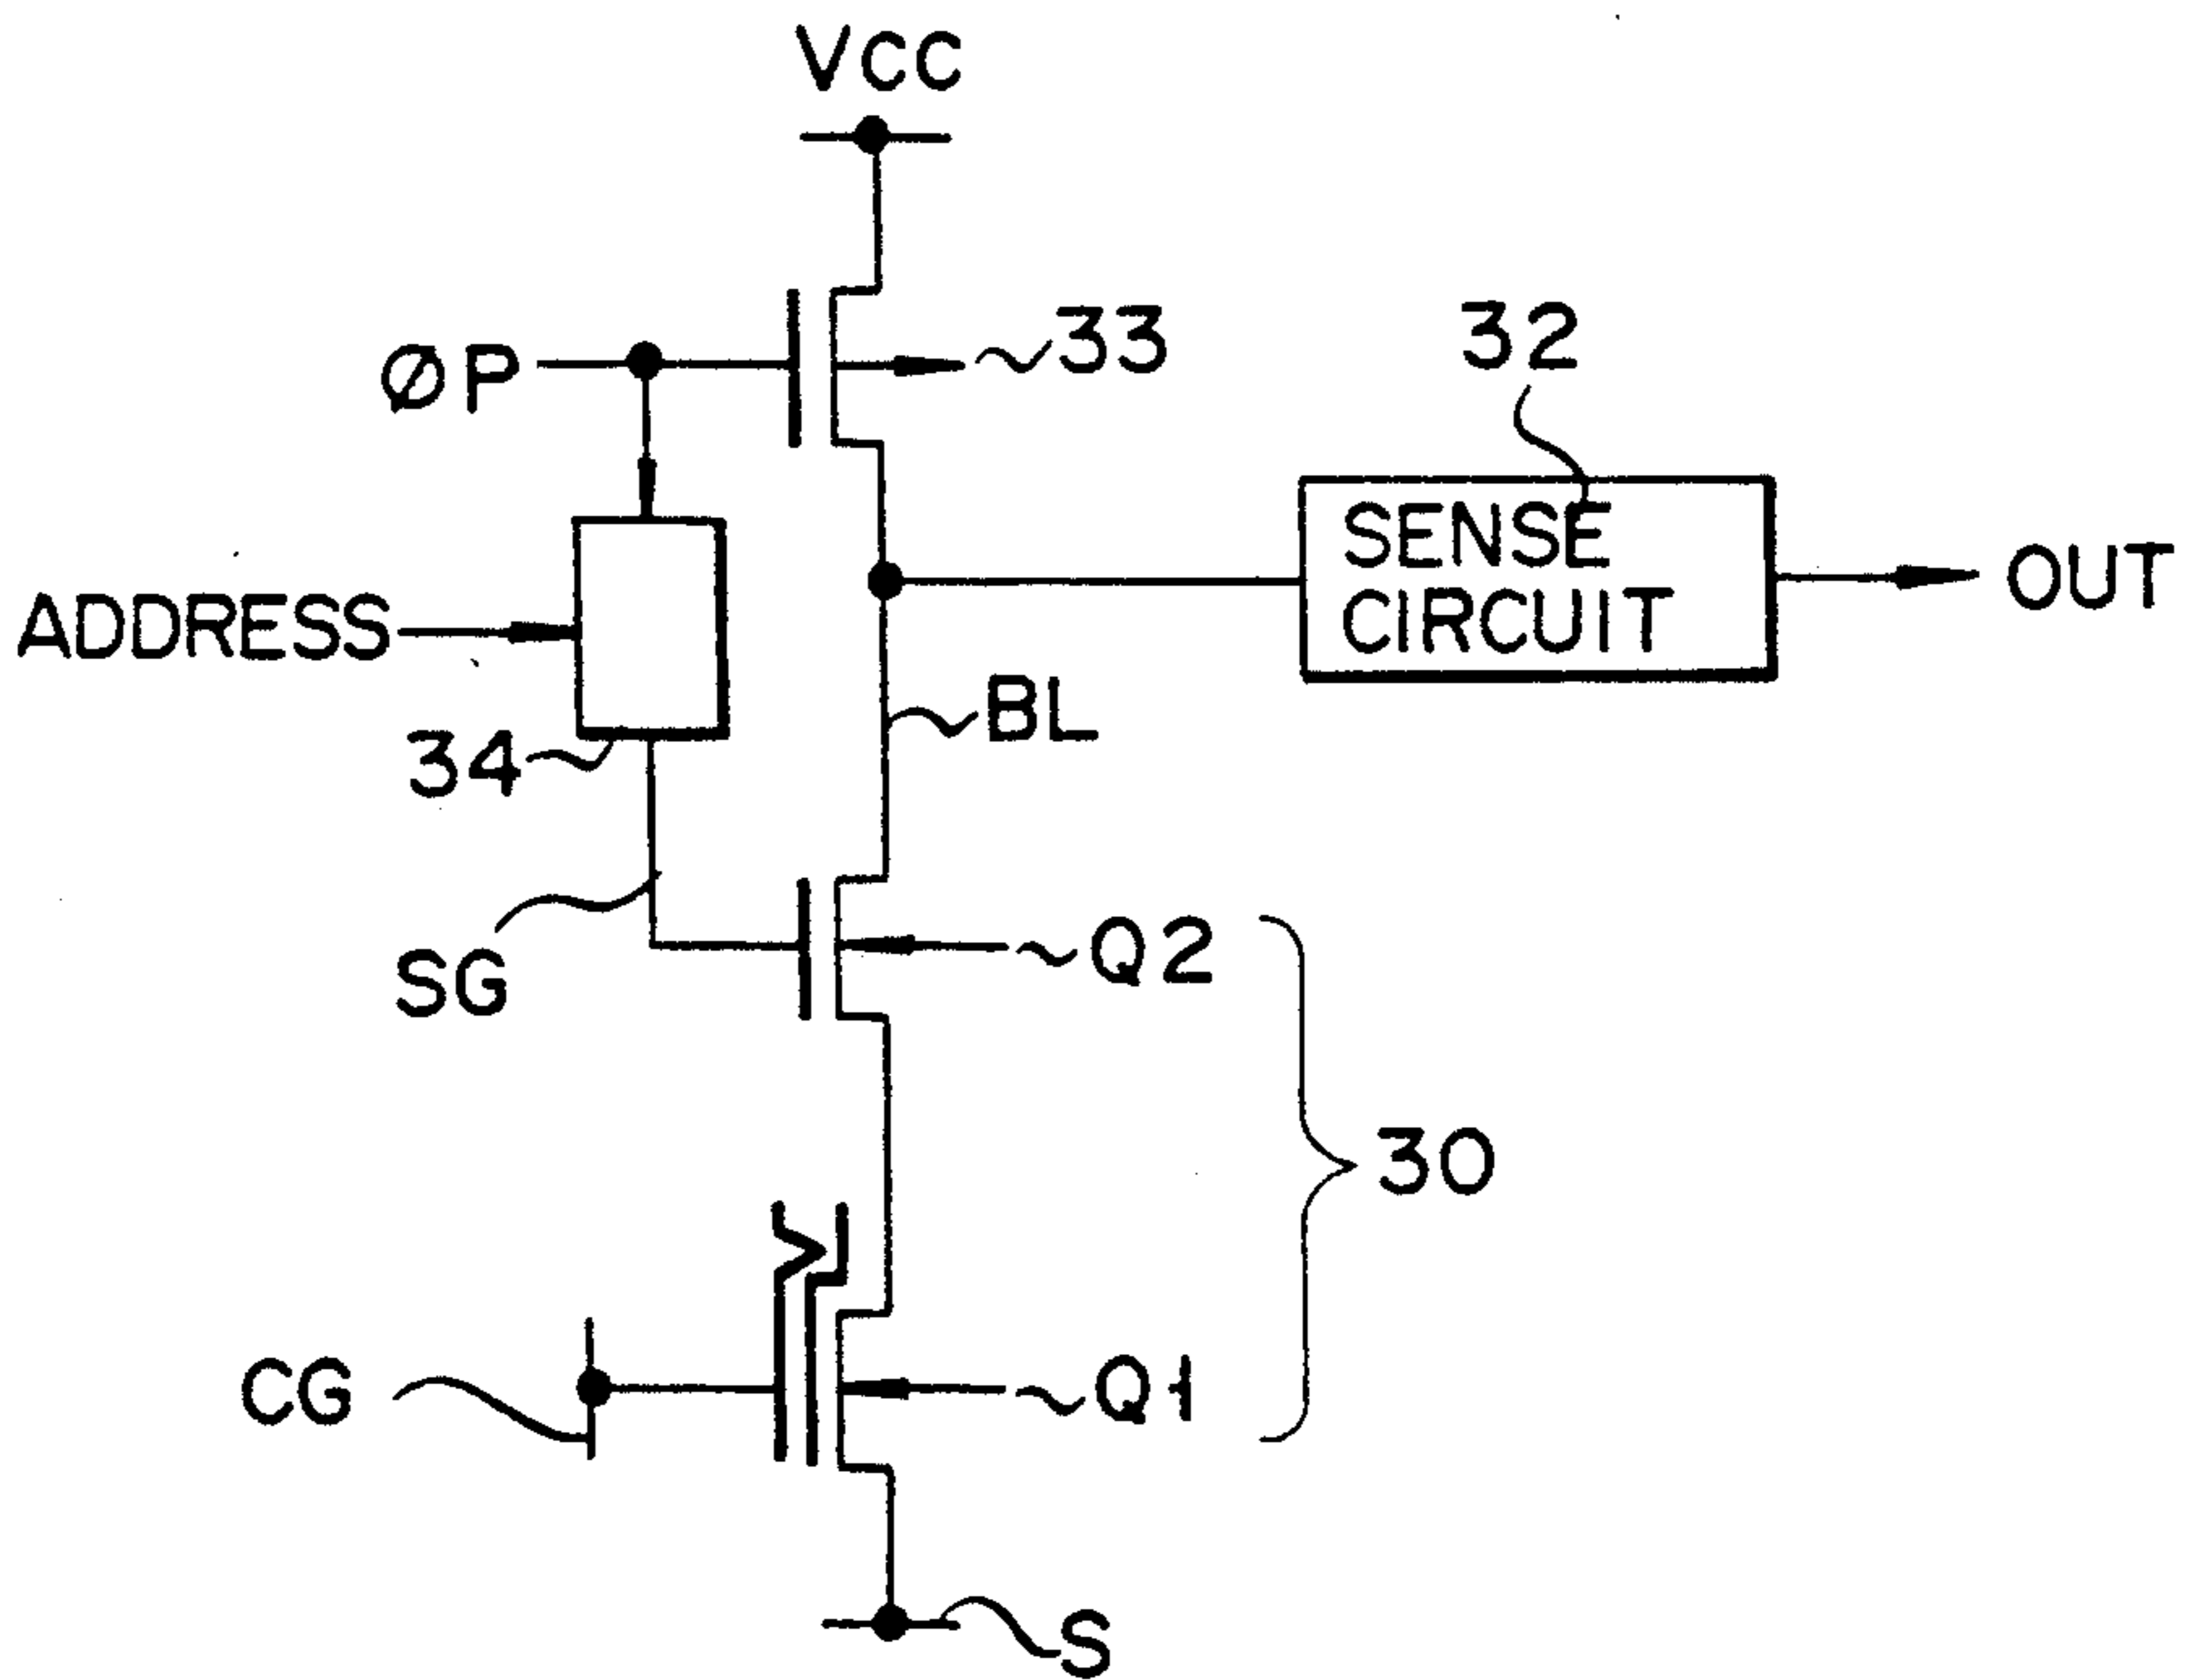 VCC
ØP
33
32
SENSE
CIRCUIT
OUT
ADDRESS
BL
34
SG
Q2
30
CG
Q1
S